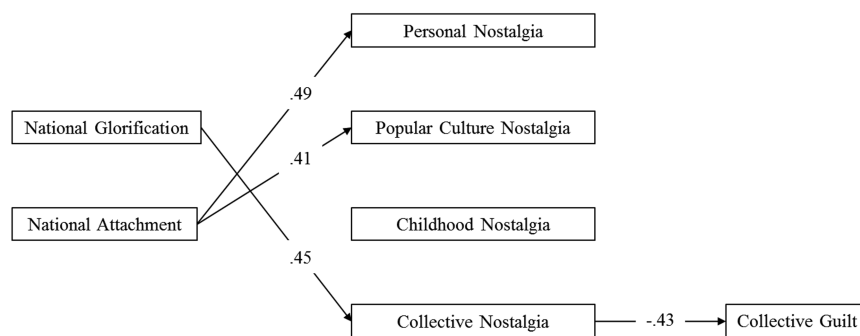 Personal Nostalgia
.49
National Glorification
Popular Culture Nostalgia
.41
National Attachment
Childhood Nostalgia
.45
Collective Nostalgia
-.43
Collective Guilt